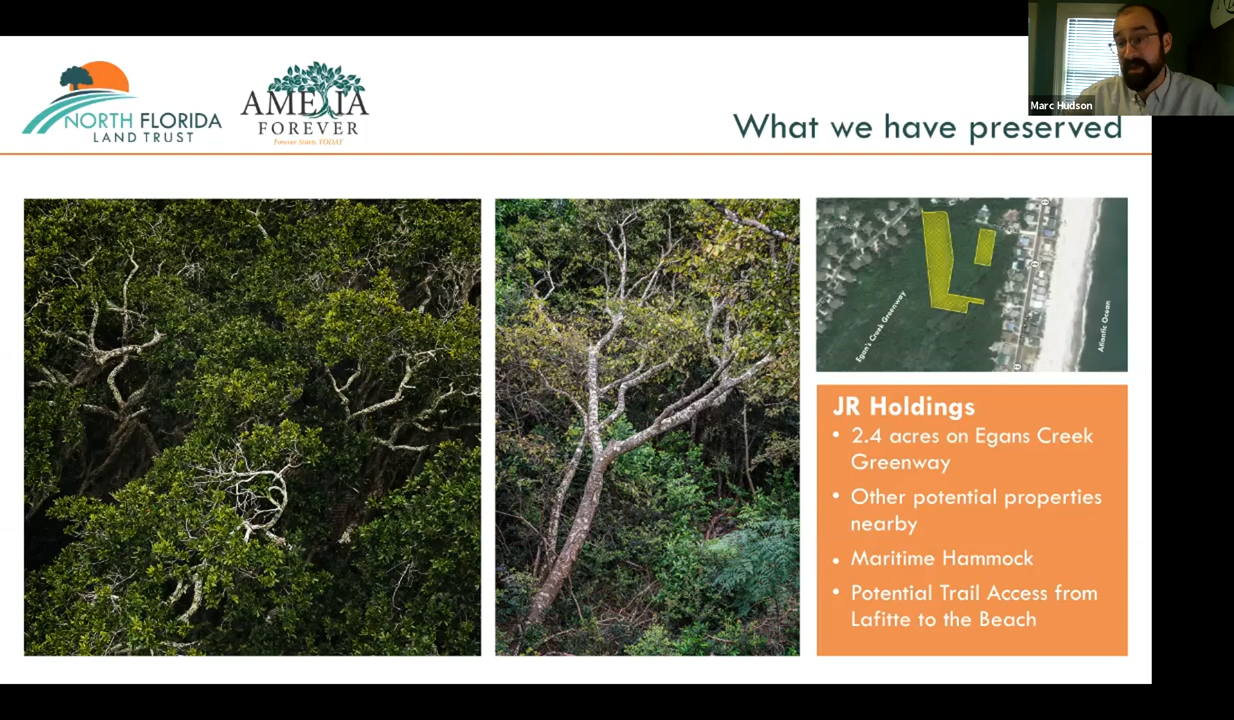 Marc Hudson
NORTH FLORIDA
LAND TRUST
AMELIA
FOREVER
Forever Starts TODAY
What we have preserved
Egan's Creek Greenway
Atlantic Ocean
JR Holdings
• 2.4 acres on Egans Creek
Greenway
• Other potential properties
nearby
• Maritime Hammock
• Potential Trail Access from
Lafitte to the Beach